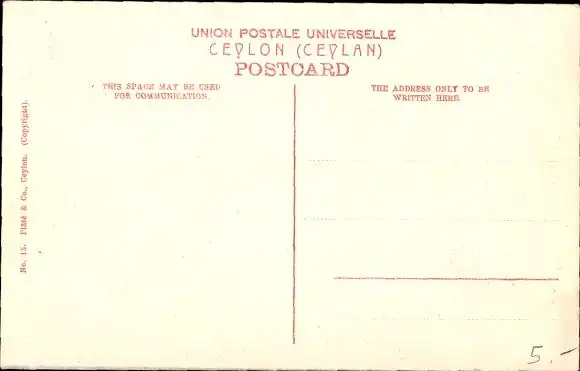 UNION POSTALE UNIVERSELLE
CEYLON (CEYLAN)
POSTCARD
THIS SPACE MAY BE USED
FOR COMMUNICATION.
THE ADDRESS ONLY TO BE
WRITTEN HERE.
No. 15. Plâté & Co., Ceylon. (Copyright).
5.-